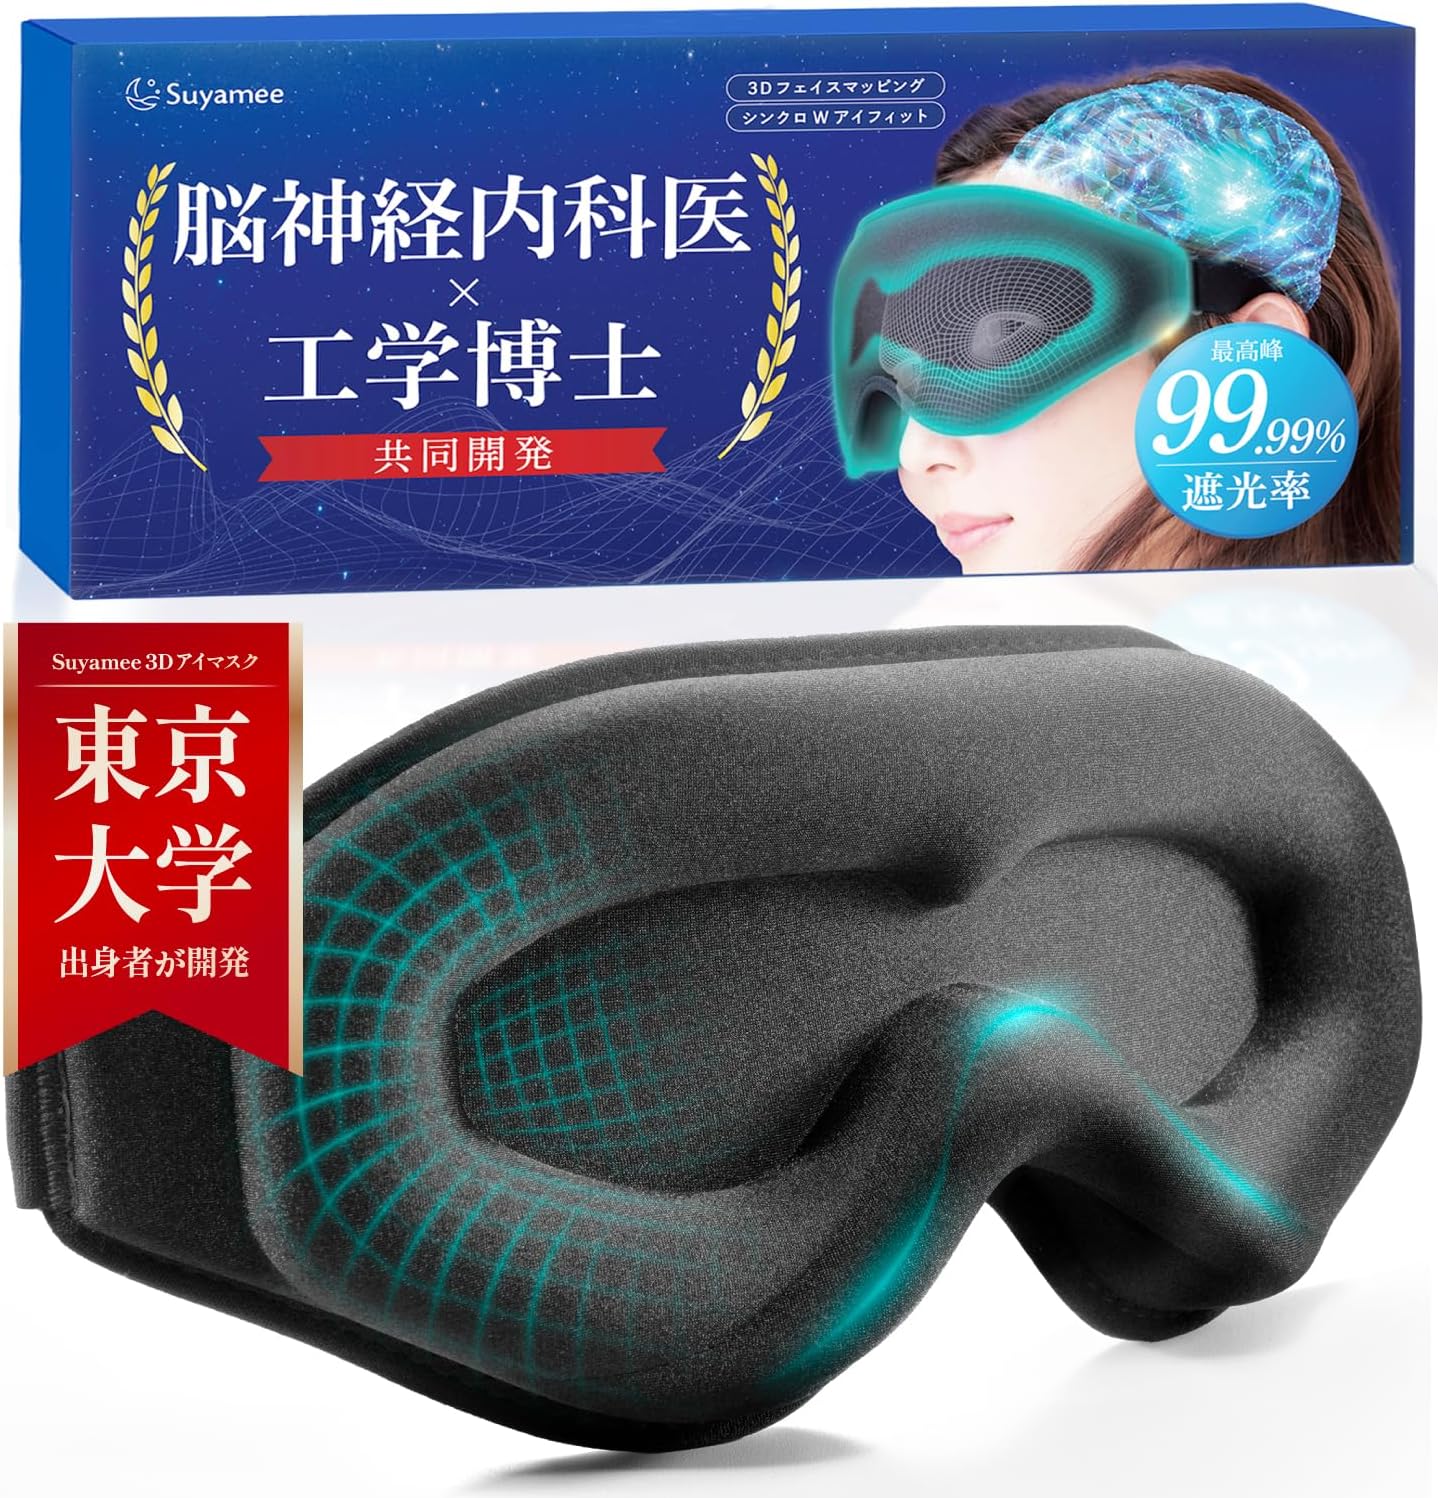 Suyamee
3Dフェイスマッピング
シンクロWアイフィット
脳神経内科医
×
工学博士
共同開発
最高峰
99.99%
遮光率
Suyamee 3Dアイマスク
東京
大学
出身者が開発